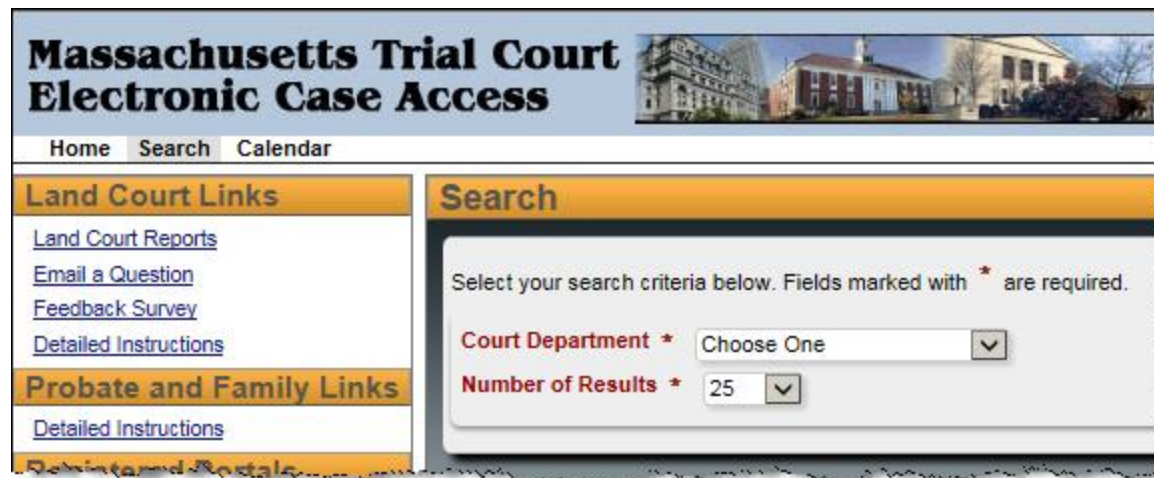 Massachusetts Trial Court
Electronic Case Access
Home Search Calendar
Land Court Links
Land Court Reports
Email a Question
Feedback Survey
Detailed Instructions
Probate and Family Links
Detailed Instructions
Search
Select your search criteria below. Fields marked with * are required.
Court Department * Choose One
Number of Results * 25